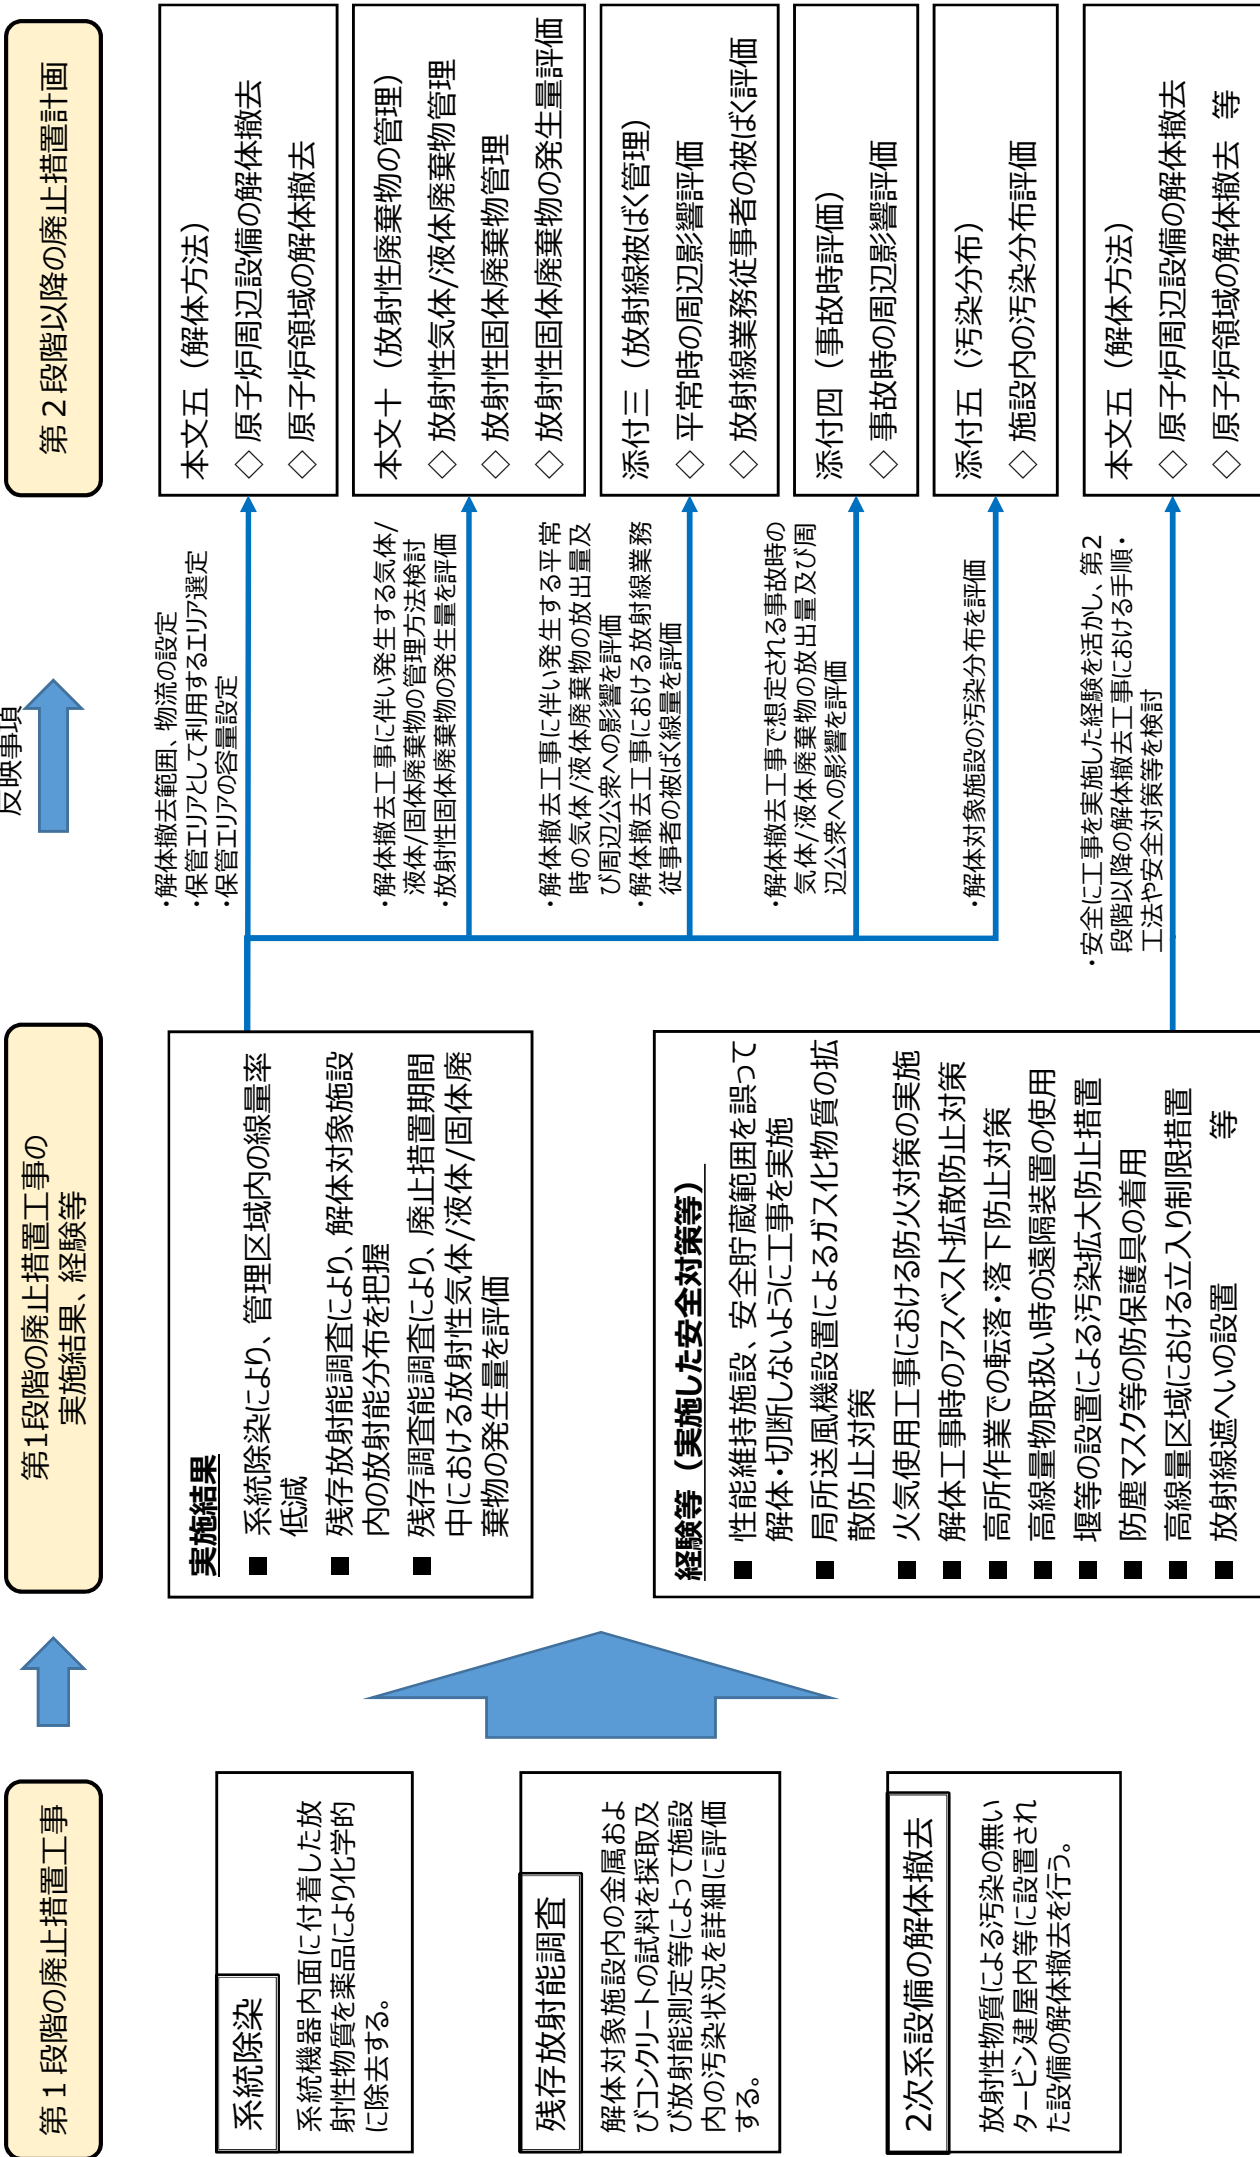 第１段階の廃止措置工事
第1段階の廃止措置工事の
実施結果、経験等
反映事項
第２段階以降の廃止措置計画
系統除染
系統機器内面に付着した放
射性物質を薬品により化学的
に除去する。
残存放射能調査
解体対象施設内の金属およ
びコンクリートの試料を採取及
び放射能測定等によって施設
内の汚染状況を詳細に評価
する。
2次系設備の解体撤去
放射性物質による汚染の無い
タービン建屋内等に設置され
た設備の解体撤去を行う。
実施結果
■ 系統除染により、管理区域内の線量率
低減
■ 残存放射能調査により、解体対象施設
内の放射能分布を把握
■ 残存調査能調査により、廃止措置期間
中における放射性気体/液体/固体廃
棄物の発生量を評価
経験等（実施した安全対策等）
■ 性能維持施設、安全貯蔵範囲を誤って
解体・切断しないように工事を実施
■ 局所送風機設置によるガス化物質の拡
散防止対策
■ 火気使用工事における防火対策の実施
■ 解体工事時のアスベスト拡散防止対策
■ 高所作業での転落・落下防止対策
■ 高線量物取扱い時の遠隔装置の使用
■ 堰等の設置による汚染拡大防止措置
■ 防塵マスク等の防保護具の着用
■ 高線量区域における立入り制限措置
■ 放射線遮へいの設置 等
・解体撤去範囲、物流の設定
・保管エリアとして利用するエリア選定
・保管エリアの容量設定
・解体撤去工事に伴い発生する気体/
液体/固体廃棄物の管理方法検討
・放射性固体廃棄物の発生量を評価
・解体撤去工事に伴い発生する平常
時の気体/液体廃棄物の放出量及
び周辺公衆への影響を評価
・解体撤去工事における放射線業務
従事者の被ばく線量を評価
・解体撤去工事で想定される事故時の
気体/液体廃棄物の放出量及び周
辺公衆への影響を評価
・解体対象施設の汚染分布を評価
・安全に工事を実施した経験を活かし、第2
段階以降の解体撤去工事における手順・
工法や安全対策等を検討
本文五（解体方法）
◇ 原子炉周辺設備の解体撤去
◇ 原子炉領域の解体撤去
本文十（放射性廃棄物の管理）
◇ 放射性気体/液体廃棄物管理
◇ 放射性固体廃棄物管理
◇ 放射性固体廃棄物の発生量評価
添付三（放射線被ばく管理）
◇ 平常時の周辺影響評価
◇ 放射線業務従事者の被ばく評価
添付四（事故時評価）
◇ 事故時の周辺影響評価
添付五（汚染分布）
◇ 施設内の汚染分布評価
本文五（解体方法）
◇ 原子炉周辺設備の解体撤去
◇ 原子炉領域の解体撤去 等